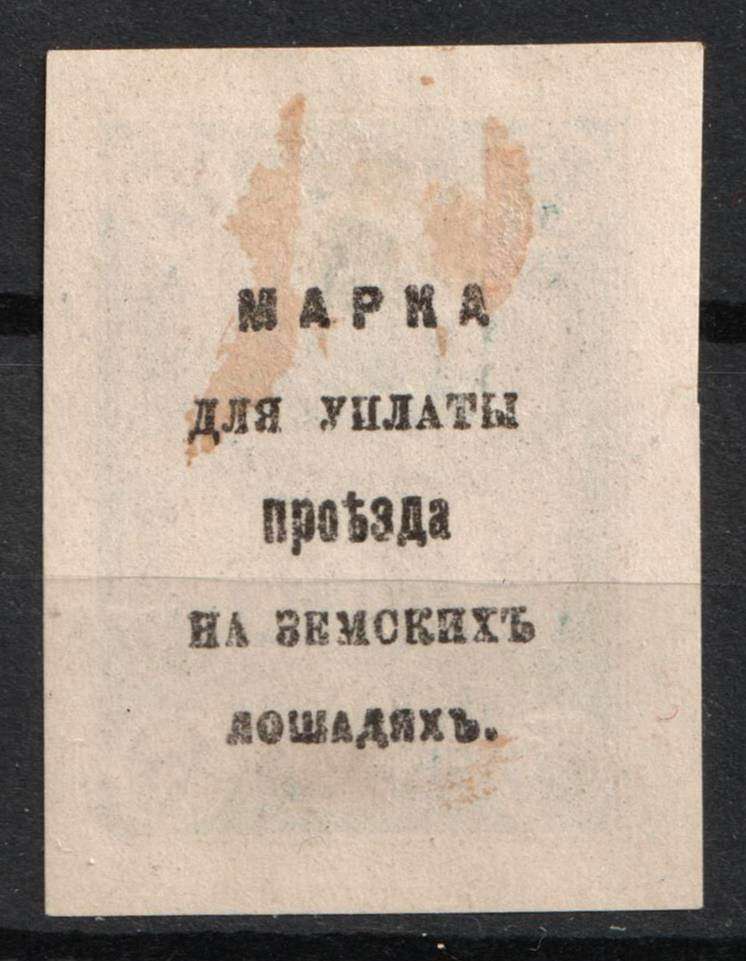 МАРКА
ДЛЯ УПЛАТЫ
проѣзда
НА ЗЕМСКИХЪ
ЛОШАДЯХЪ.